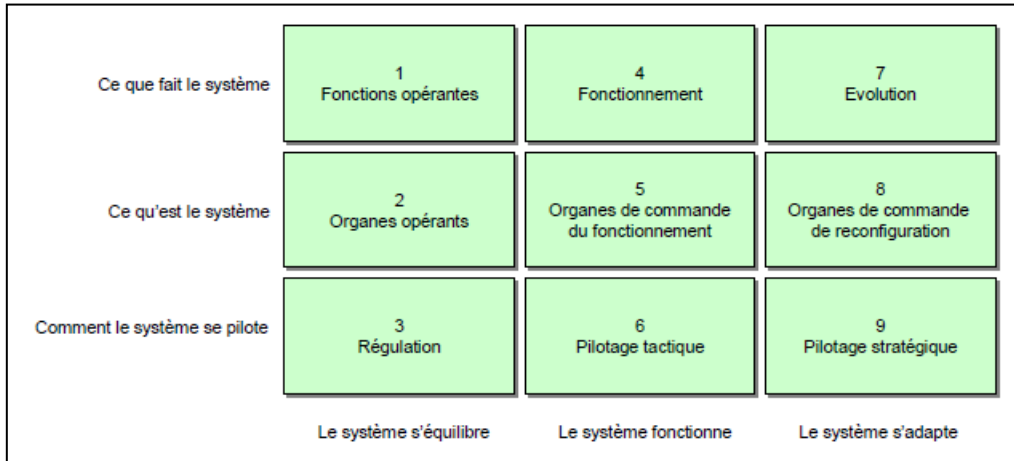 Ce que fait le système
1
Fonctions opérantes
4
Fonctionnement
7
Evolution
Ce qu'est le système
2
Organes opérants
5
Organes de commande
du fonctionnement
8
Organes de commande
de reconfiguration
Comment le système se pilote
3
Régulation
6
Pilotage tactique
9
Pilotage stratégique
Le système s'équilibre
Le système fonctionne
Le système s'adapte